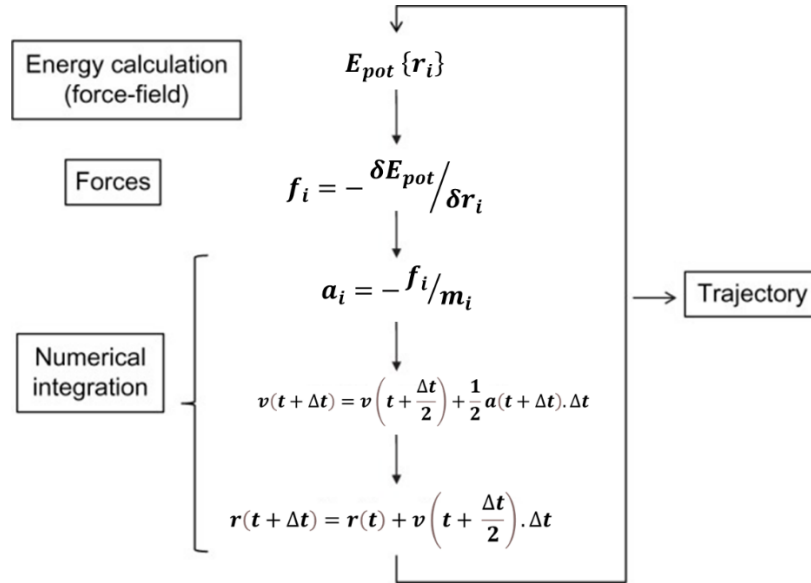 Energy calculation
(force-field)
E_pot {r_i}
Forces
f_i = − δE_pot / δr_i
a_i = − f_i / m_i
Trajectory
Numerical
integration
v(t + Δt) = v(t + Δt/2) + 1/2 a(t + Δt). Δt
r(t + Δt) = r(t) + v(t + Δt/2). Δt